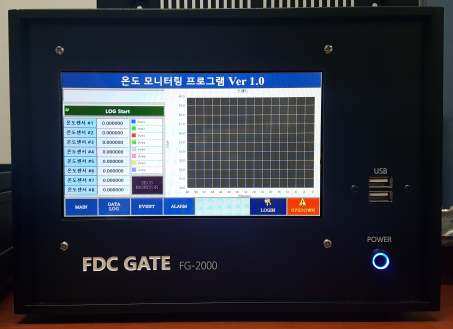 온도 모니터링 프로그램 Ver 1.0
LOG Start
온도센서 #1 0.000000
온도센서 #2 0.000000
온도센서 #3 0.000000
온도센서 #4 0.000000
온도센서 #5 0.000000
온도센서 #6 0.000000
온도센서 #7 0.000000
온도센서 #8 0.000000
MONITOR
MAIN
DATA LOG
EVENT
ALARM
LOGIN
SYSDOWN
USB
POWER
FDC GATE FG-2000